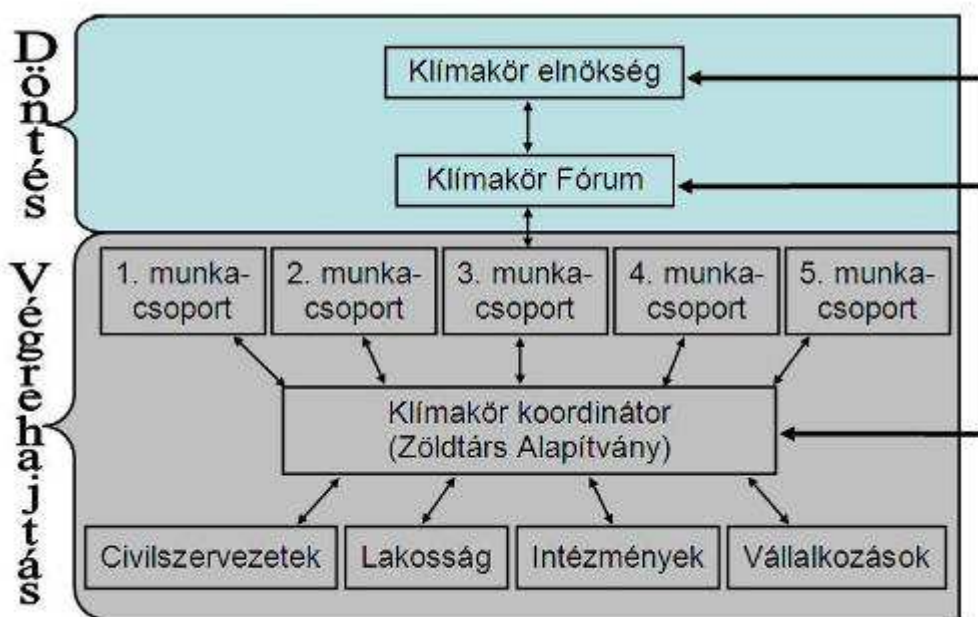 Döntés
Klímakör elnökség
Klímakör Fórum
Végrehajtás
1. munka-
csoport
2. munka-
csoport
3. munka-
csoport
4. munka-
csoport
5. munka-
csoport
Klímakör koordinátor
(Zöldtárs Alapítvány)
Civilszervezetek
Lakosság
Intézmények
Vállalkozások